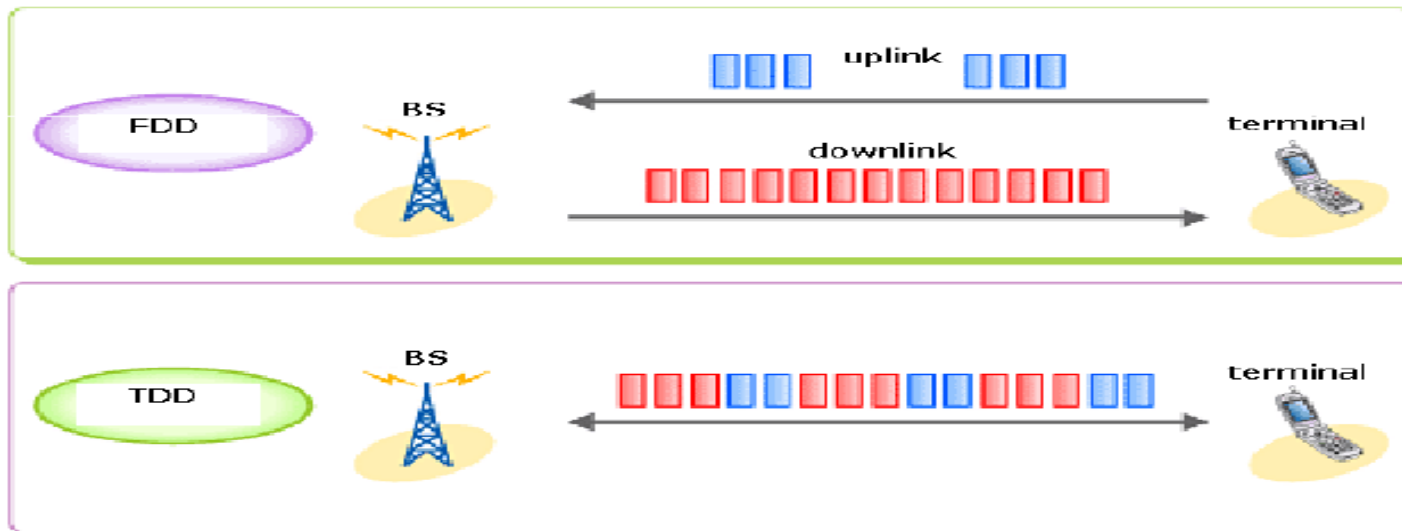 uplink
BS
FDD
terminal
downlink
BS
terminal
TDD